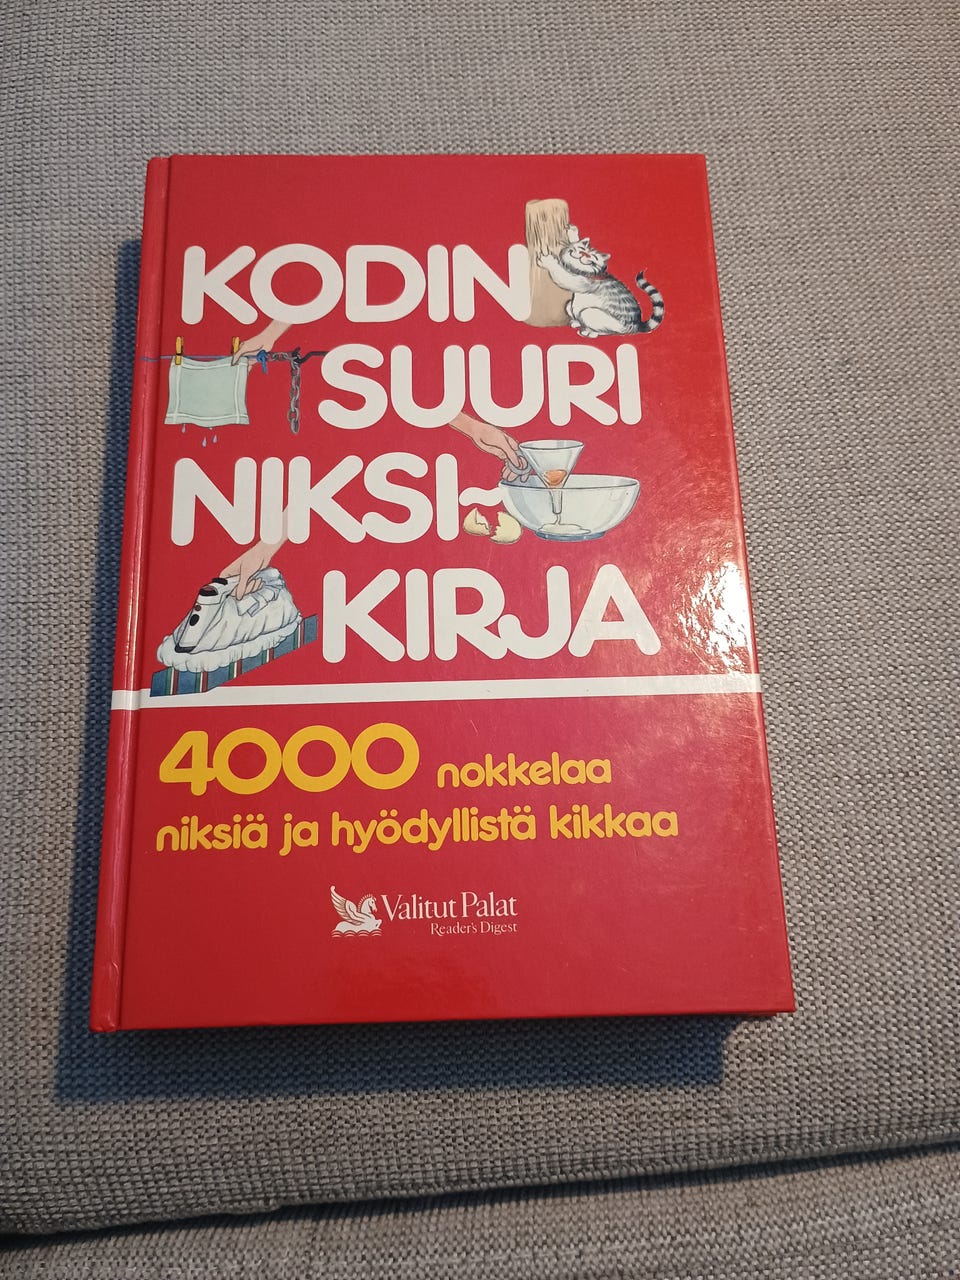 KODIN
SUURI
NIKSI-
KIRJA
4000 nokkelaa
niksiä ja hyödyllistä kikkaa
Valitut Palat
Reader's Digest